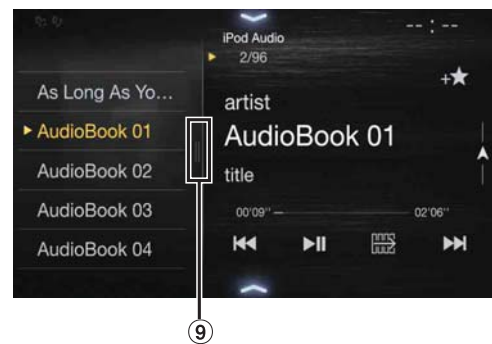 iPod Audio
-- : --
2/96
As Long As Yo...
AudioBook 01
AudioBook 02
AudioBook 03
AudioBook 04
artist
AudioBook 01
title
00'09"
02'06"
9